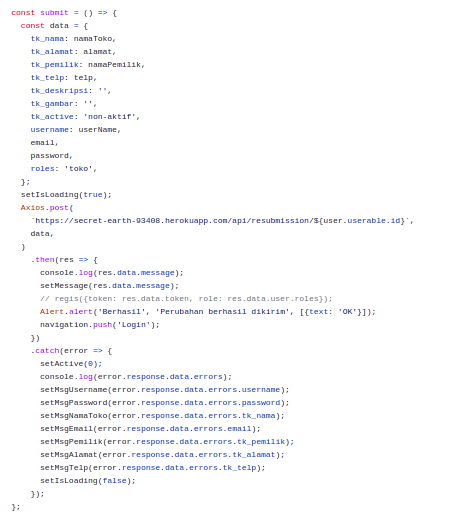 const submit = () => {
  const data = {
    tk_nama: namaToko,
    tk_alamat: alamat,
    tk_pemilik: namaPemilik,
    tk_telp: telp,
    tk_deskripsi: '',
    tk_gambar: '',
    tk_active: 'non-aktif',
    username: userName,
    email,
    password,
    roles: 'toko',
  };
  setIsLoading(true);
  Axios.post(
    `https://secret-earth-93408.herokuapp.com/api/resubmission/${user.userable.id}`,
    data,
  )
    .then(res => {
      console.log(res.data.message);
      setMessage(res.data.message);
      // regis({token: res.data.token, role: res.data.user.roles});
      Alert.alert('Berhasil', 'Perubahan berhasil dikirim', [{text: 'OK'}]);
      navigation.push('Login');
    })
    .catch(error => {
      setActive(0);
      console.log(error.response.data.errors);
      setMsgUsername(error.response.data.errors.username);
      setMsgPassword(error.response.data.errors.password);
      setMsgNamaToko(error.response.data.errors.tk_nama);
      setMsgEmail(error.response.data.errors.email);
      setMsgPemilik(error.response.data.errors.tk_pemilik);
      setMsgAlamat(error.response.data.errors.tk_alamat);
      setMsgTelp(error.response.data.errors.tk_telp);
      setIsLoading(false);
    });
};